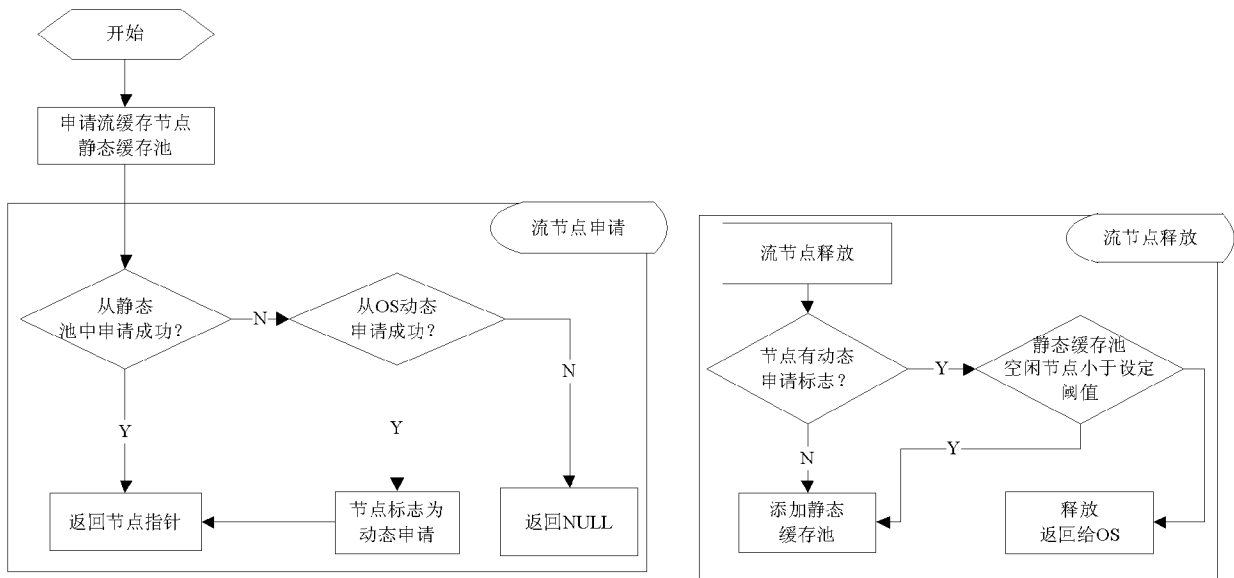 开始
申请流缓存节点
静态缓存池
流节点申请
从静态
池中申请成功?
N
从OS动态
申请成功?
N
Y
Y
返回节点指针
节点标志为
动态申请
返回NULL
流节点释放
流节点释放
节点有动态
申请标志?
Y
静态缓存池
空闲节点小于设定
阈值
Y
N
添加静态
缓存池
释放
返回给OS